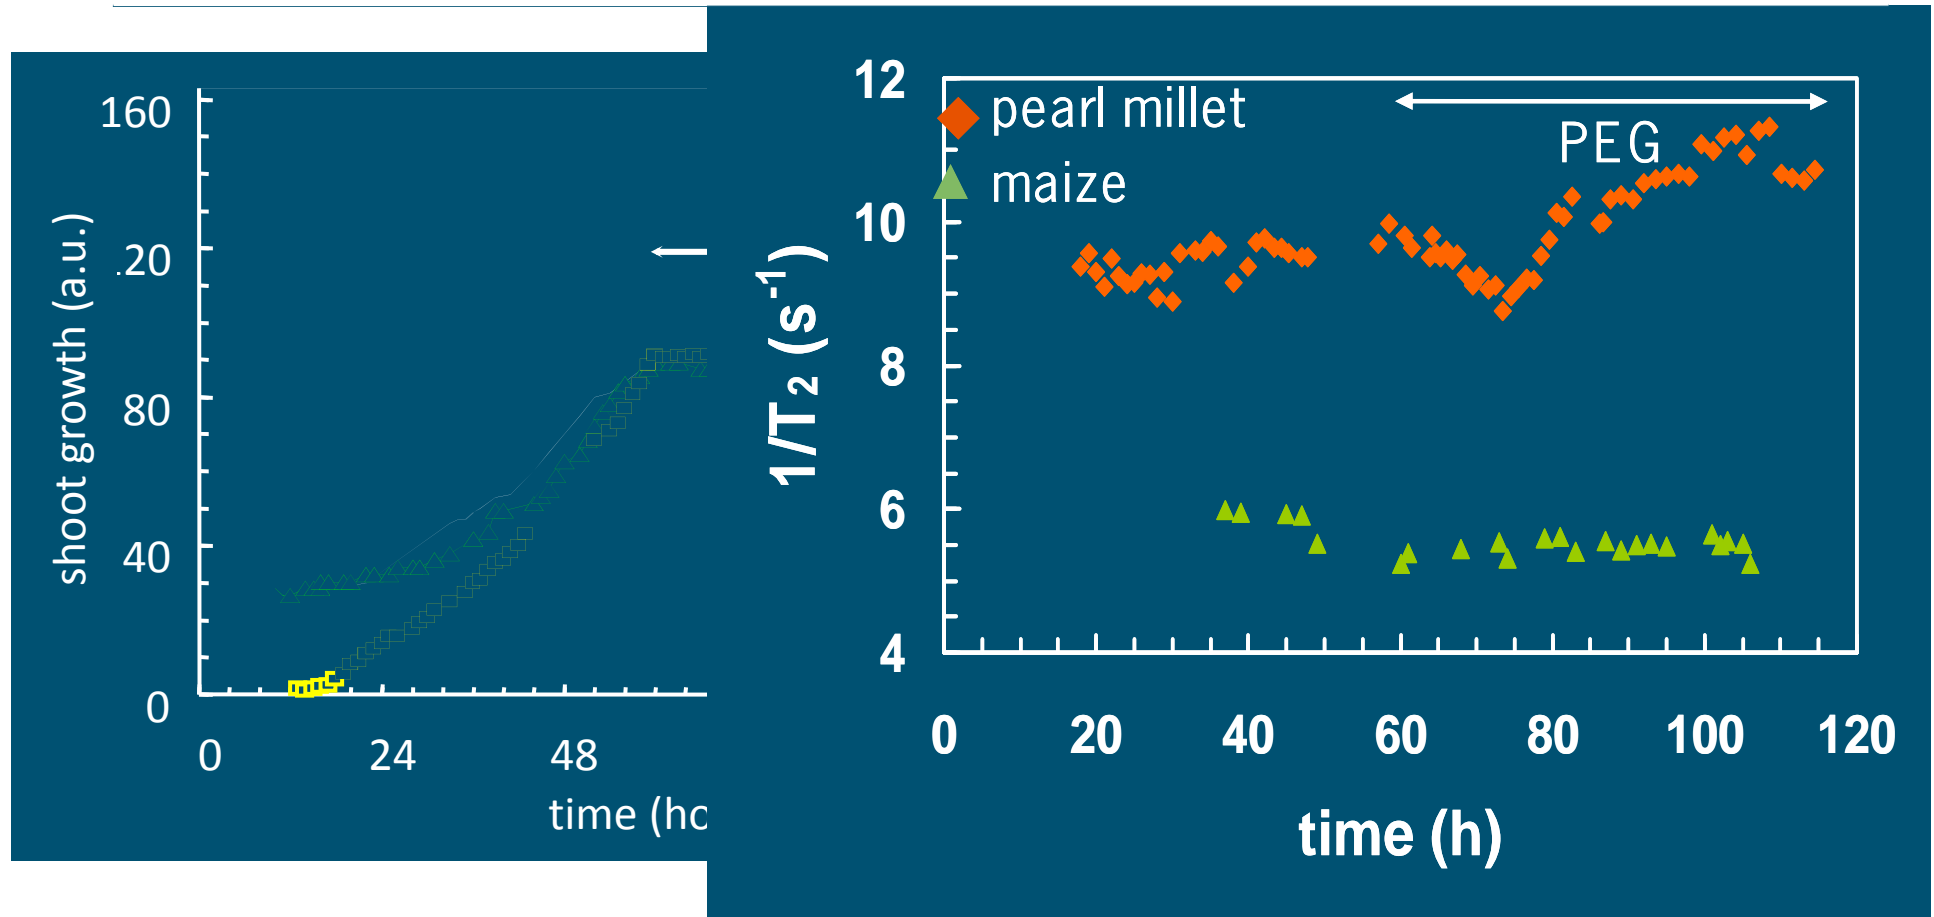 160
.20
80
40
0
0 24 48
shoot growth (a.u.)
time (ho
12
10
8
6
4
0 20 40 60 80 100 120
1/T2 (s-1)
time (h)
pearl millet
maize
PEG